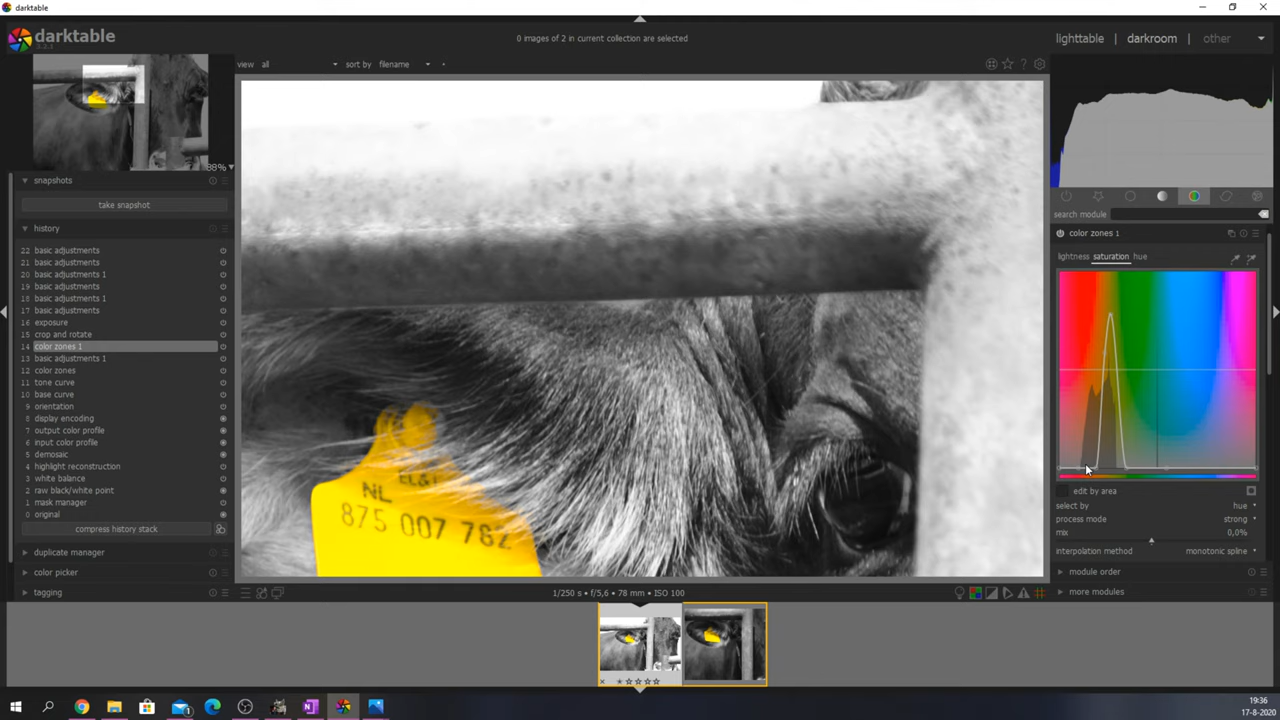 darktable
darktable
3.2.1
0 images of 2 in current collection are selected
lighttable | darkroom | other
view all sort by filename
88%
snapshots
take snapshot
history
22 basic adjustments
21 basic adjustments
20 basic adjustments 1
19 basic adjustments
18 basic adjustments 1
17 basic adjustments
16 exposure
15 crop and rotate
14 color zones 1
13 basic adjustments 1
12 color zones
11 tone curve
10 base curve
9 orientation
8 display encoding
7 output color profile
6 input color profile
5 demosaic
4 highlight reconstruction
3 white balance
2 raw black/white point
1 mask manager
0 original
compress history stack
duplicate manager
color picker
tagging
NL
875 007 782
1/250 s • f/5,6 • 78 mm • ISO 100
search module
color zones 1
lightness saturation hue
edit by area
select by hue
process mode strong
mix 0,0%
interpolation method monotonic spline
module order
more modules
1
19:36
17-8-2020